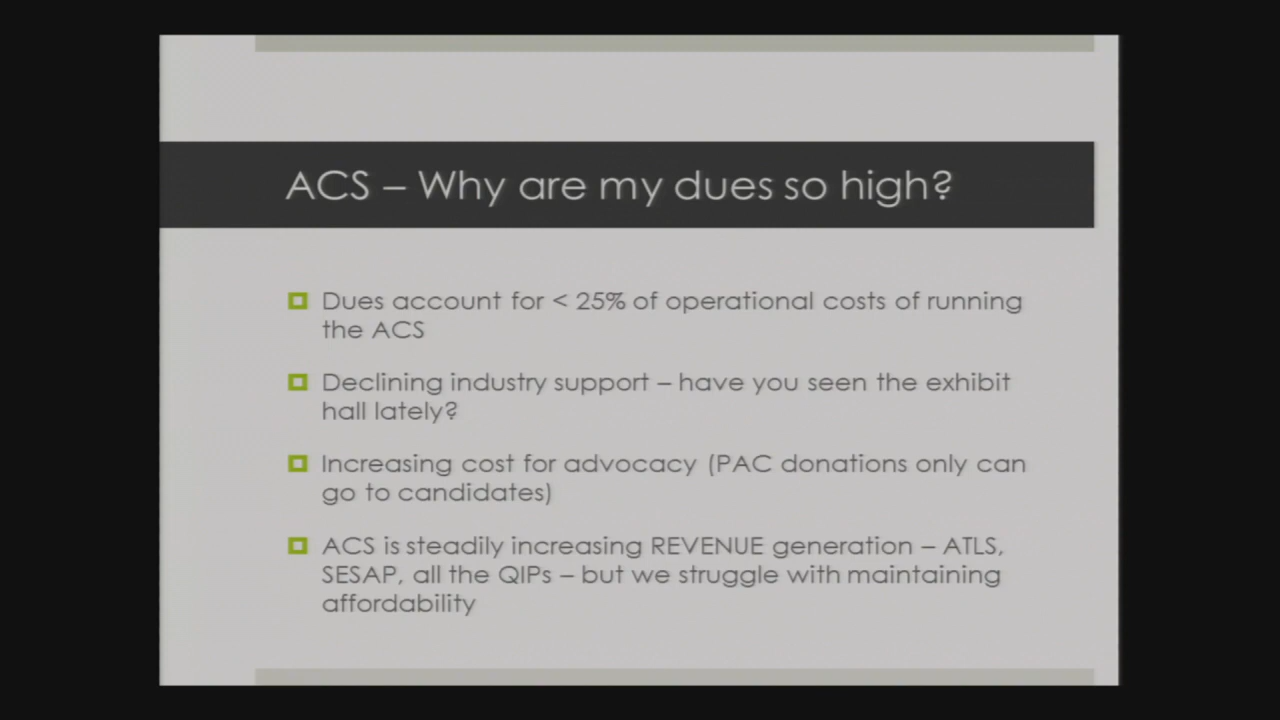 ACS – Why are my dues so high?
Dues account for < 25% of operational costs of running
the ACS
Declining industry support – have you seen the exhibit
hall lately?
Increasing cost for advocacy (PAC donations only can
go to candidates)
ACS is steadily increasing REVENUE generation – ATLS,
SESAP, all the QIPs – but we struggle with maintaining
affordability